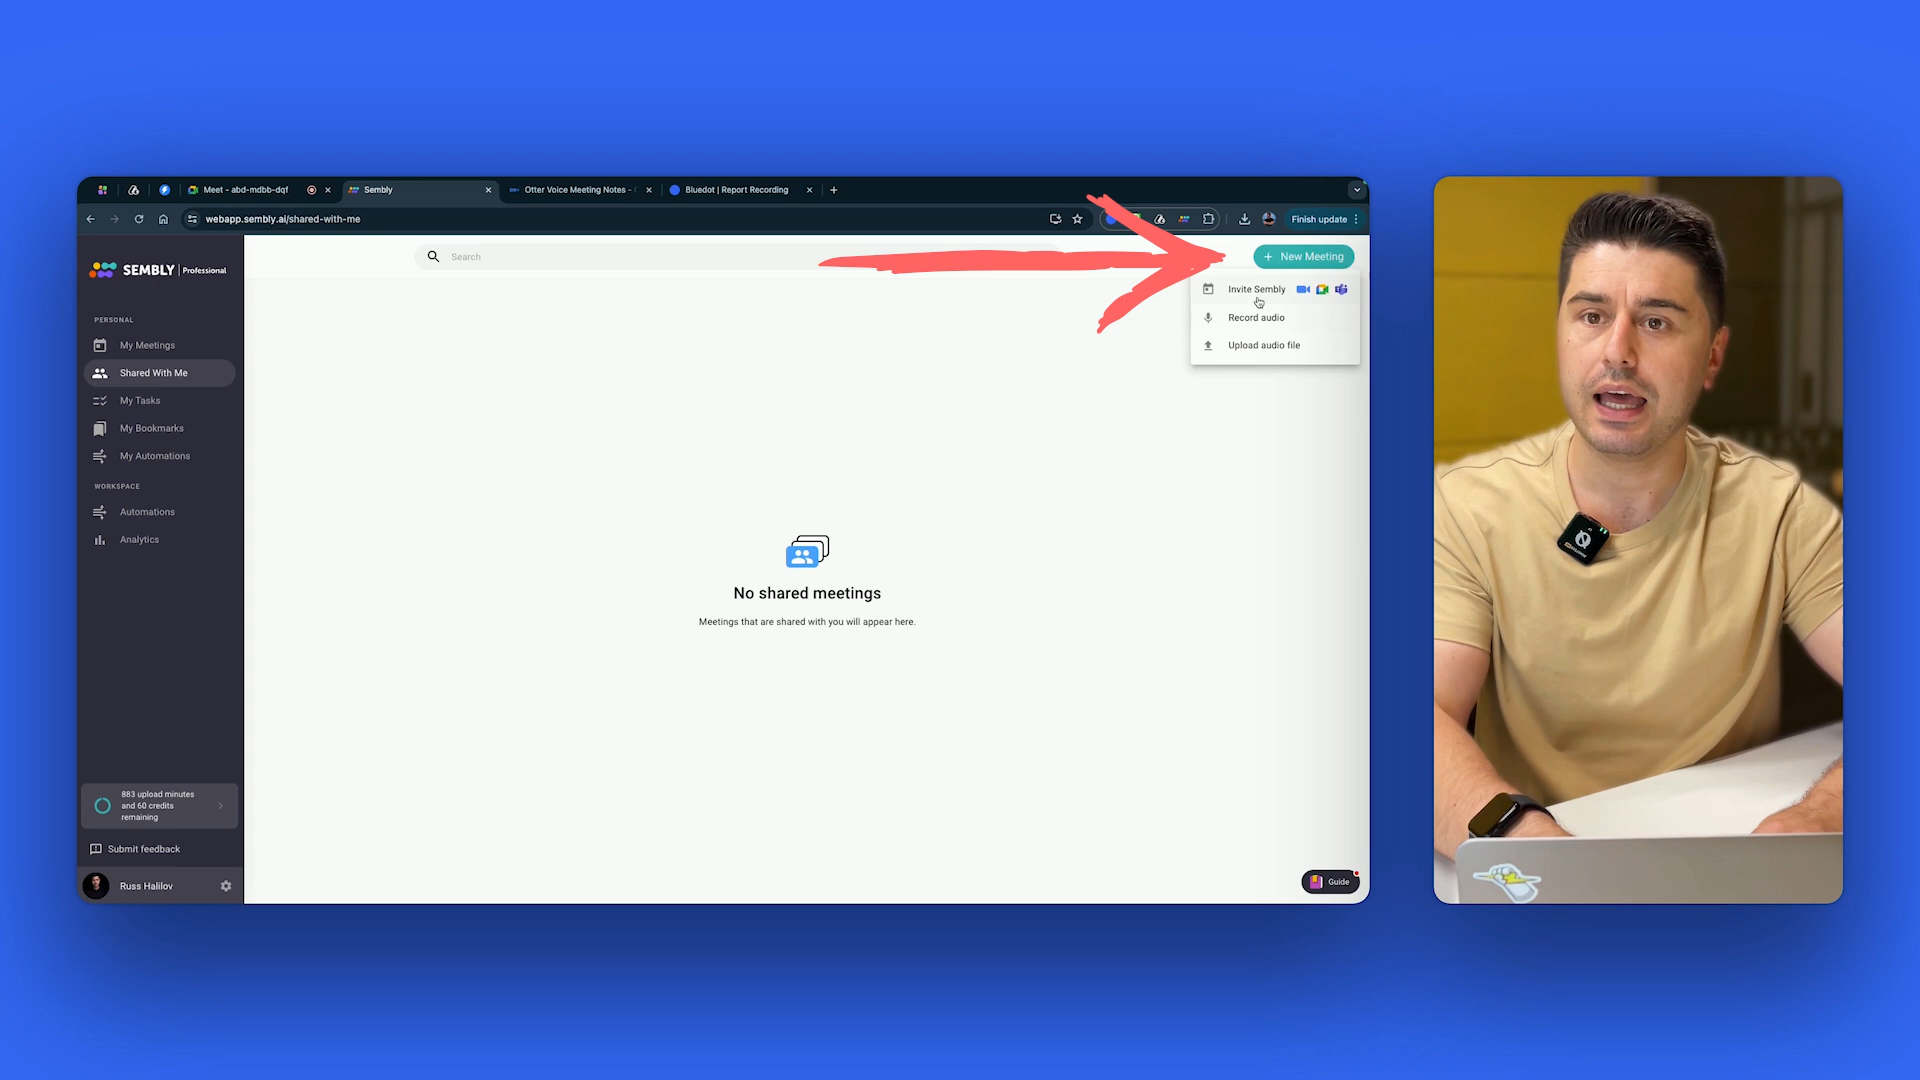 Meet - abd-mdbb-dqf
Sembly
Otter Voice Meeting Notes -
Bluedot | Report Recording
webapp.sembly.ai/shared-with-me
Finish update
SEMBLY | Professional
Search
+ New Meeting
Invite Sembly
Record audio
Upload audio file
PERSONAL
My Meetings
Shared With Me
My Tasks
My Bookmarks
My Automations
WORKSPACE
Automations
Analytics
No shared meetings
Meetings that are shared with you will appear here.
883 upload minutes
and 60 credits
remaining
Submit feedback
Russ Halilov
Guide